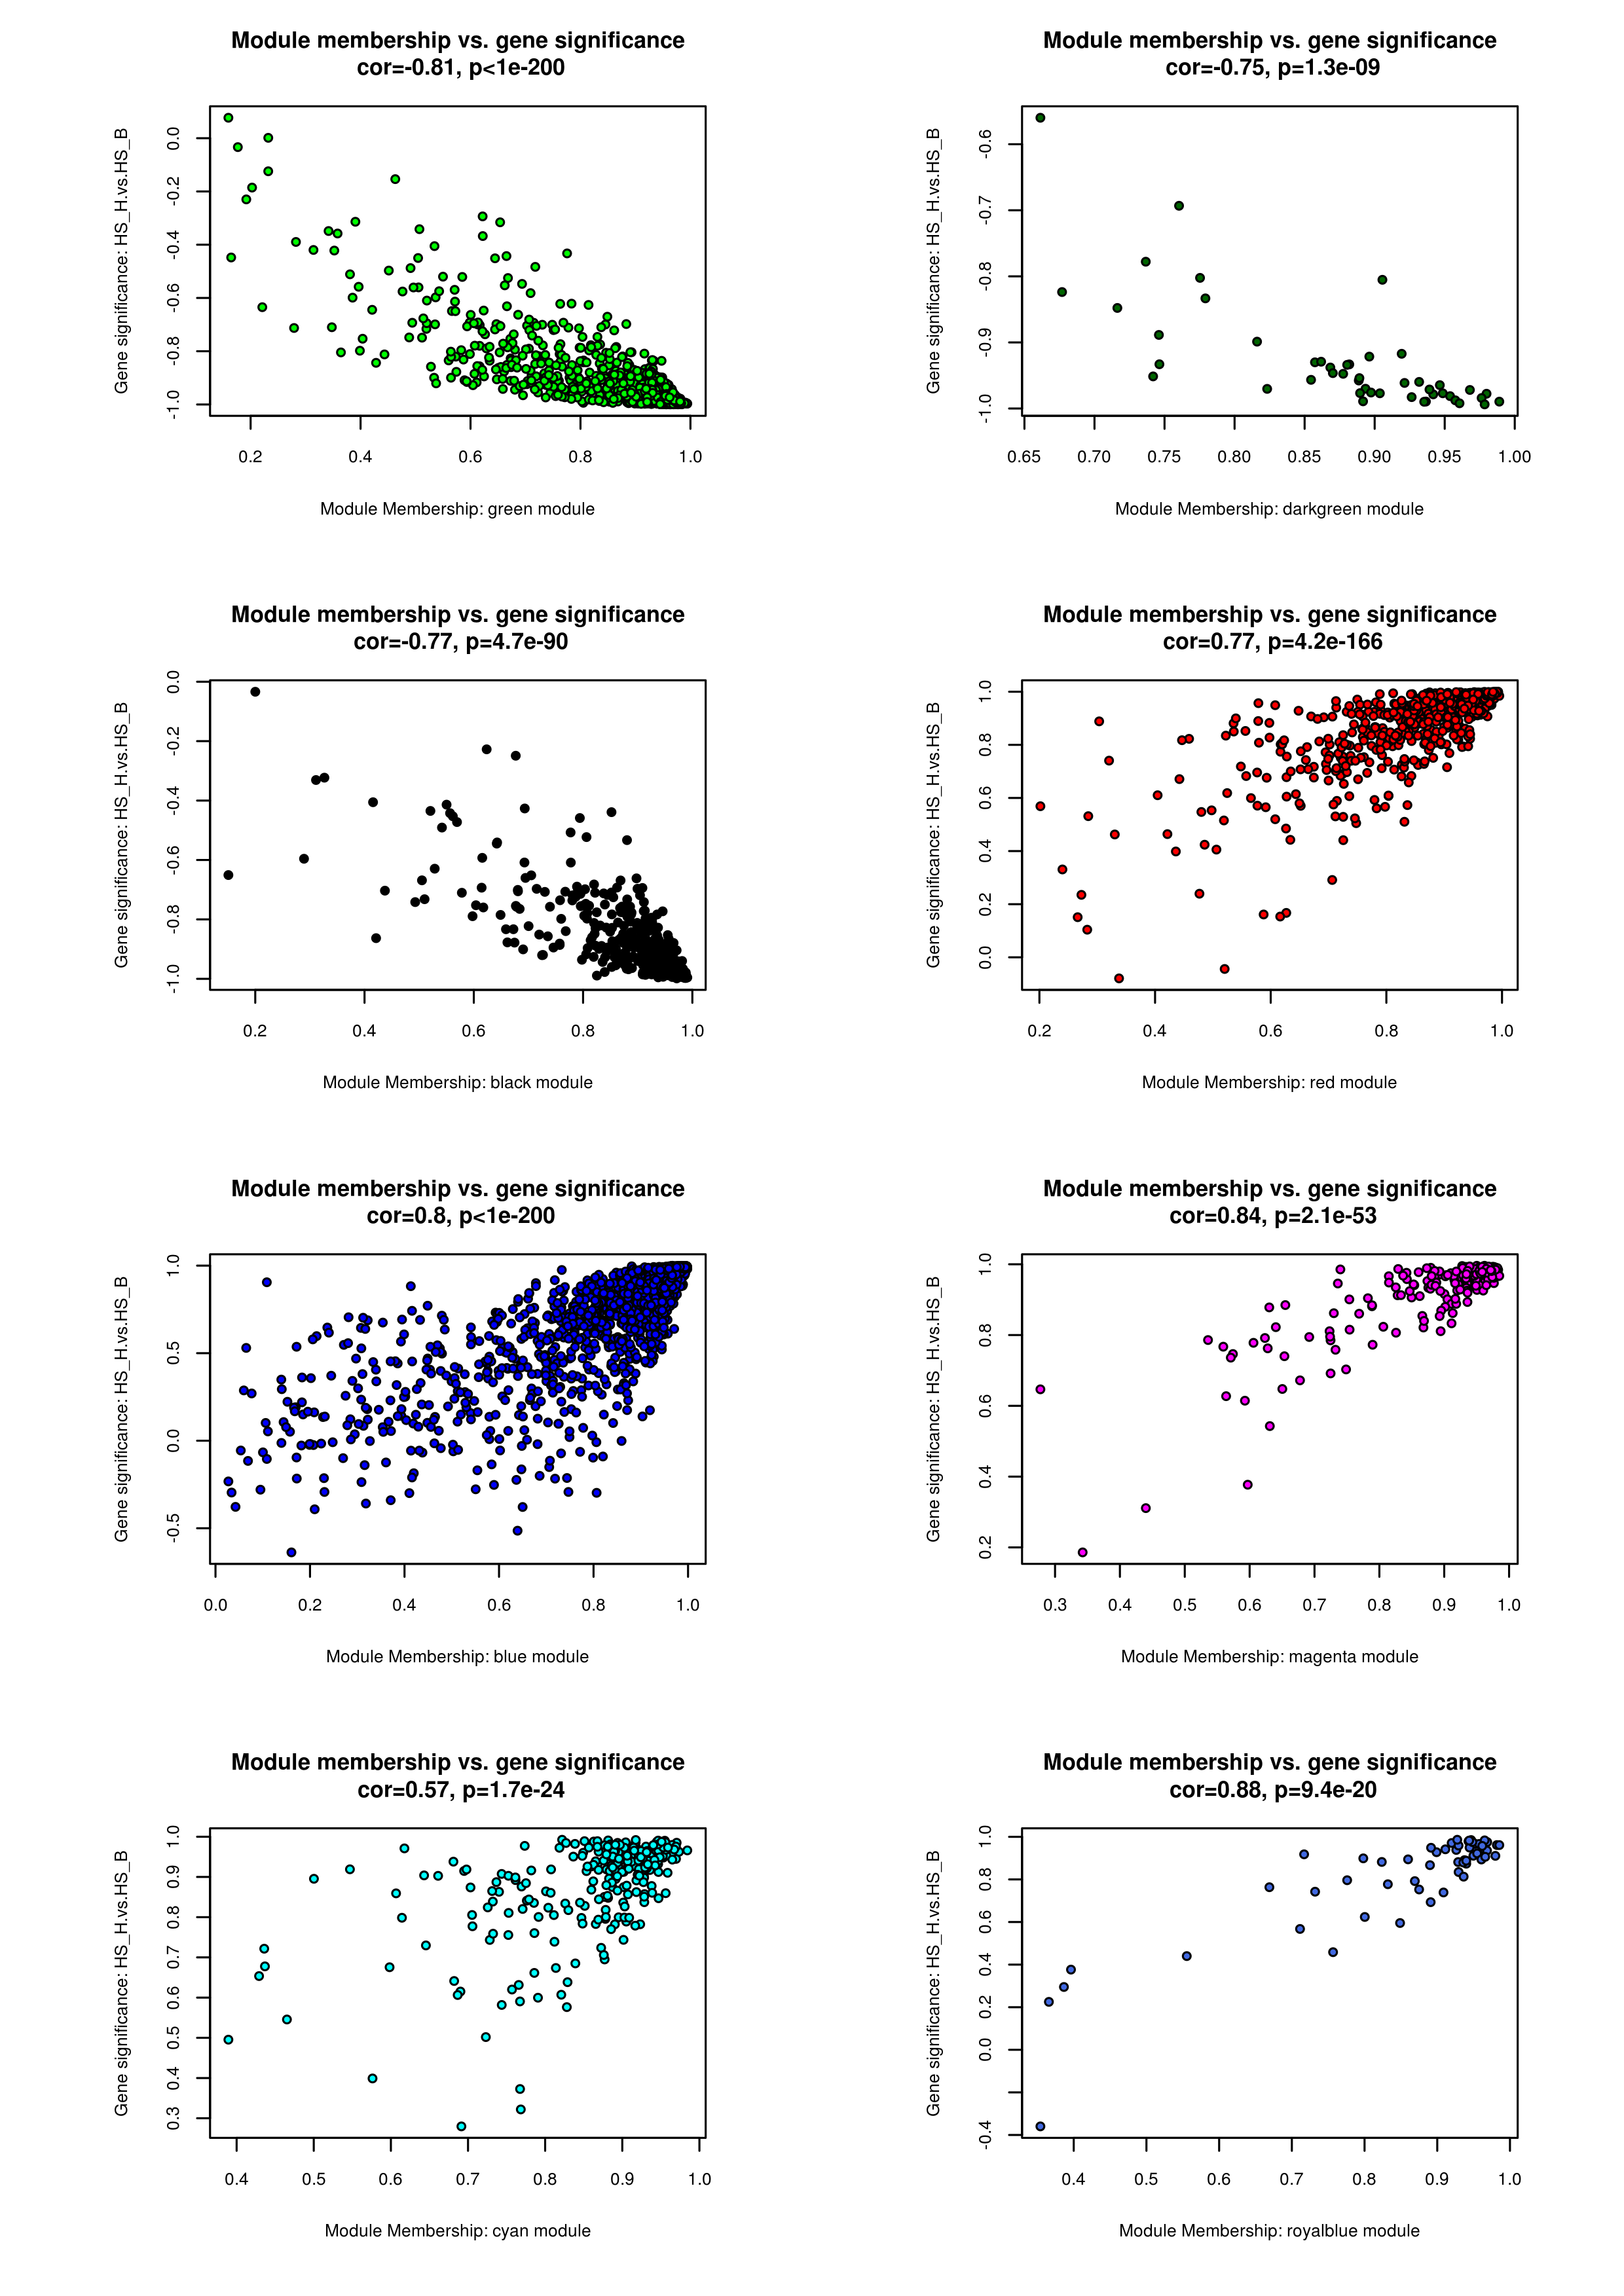 Module membership vs. gene significance
cor=-0.81, p<1e-200
Gene significance: HS_H.vs.HS_B
0.0
-0.2
-0.4
-0.6
-0.8
-1.0
0.2 0.4 0.6 0.8 1.0
Module Membership: green module
Module membership vs. gene significance
cor=-0.75, p=1.3e-09
Gene significance: HS_H.vs.HS_B
-0.6
-0.7
-0.8
-0.9
-1.0
0.65 0.70 0.75 0.80 0.85 0.90 0.95 1.00
Module Membership: darkgreen module
Module membership vs. gene significance
cor=-0.77, p=4.7e-90
Gene significance: HS_H.vs.HS_B
0.0
-0.2
-0.4
-0.6
-0.8
-1.0
0.2 0.4 0.6 0.8 1.0
Module Membership: black module
Module membership vs. gene significance
cor=0.77, p=4.2e-166
Gene significance: HS_H.vs.HS_B
1.0
0.8
0.6
0.4
0.2
0.0
0.2 0.4 0.6 0.8 1.0
Module Membership: red module
Module membership vs. gene significance
cor=0.8, p<1e-200
Gene significance: HS_H.vs.HS_B
1.0
0.5
0.0
-0.5
0.0 0.2 0.4 0.6 0.8 1.0
Module Membership: blue module
Module membership vs. gene significance
cor=0.84, p=2.1e-53
Gene significance: HS_H.vs.HS_B
1.0
0.8
0.6
0.4
0.2
0.3 0.4 0.5 0.6 0.7 0.8 0.9 1.0
Module Membership: magenta module
Module membership vs. gene significance
cor=0.57, p=1.7e-24
Gene significance: HS_H.vs.HS_B
1.0
0.9
0.8
0.7
0.6
0.5
0.4
0.3
0.4 0.5 0.6 0.7 0.8 0.9 1.0
Module Membership: cyan module
Module membership vs. gene significance
cor=0.88, p=9.4e-20
Gene significance: HS_H.vs.HS_B
1.0
0.8
0.6
0.4
0.2
0.0
-0.4
0.4 0.5 0.6 0.7 0.8 0.9 1.0
Module Membership: royalblue module